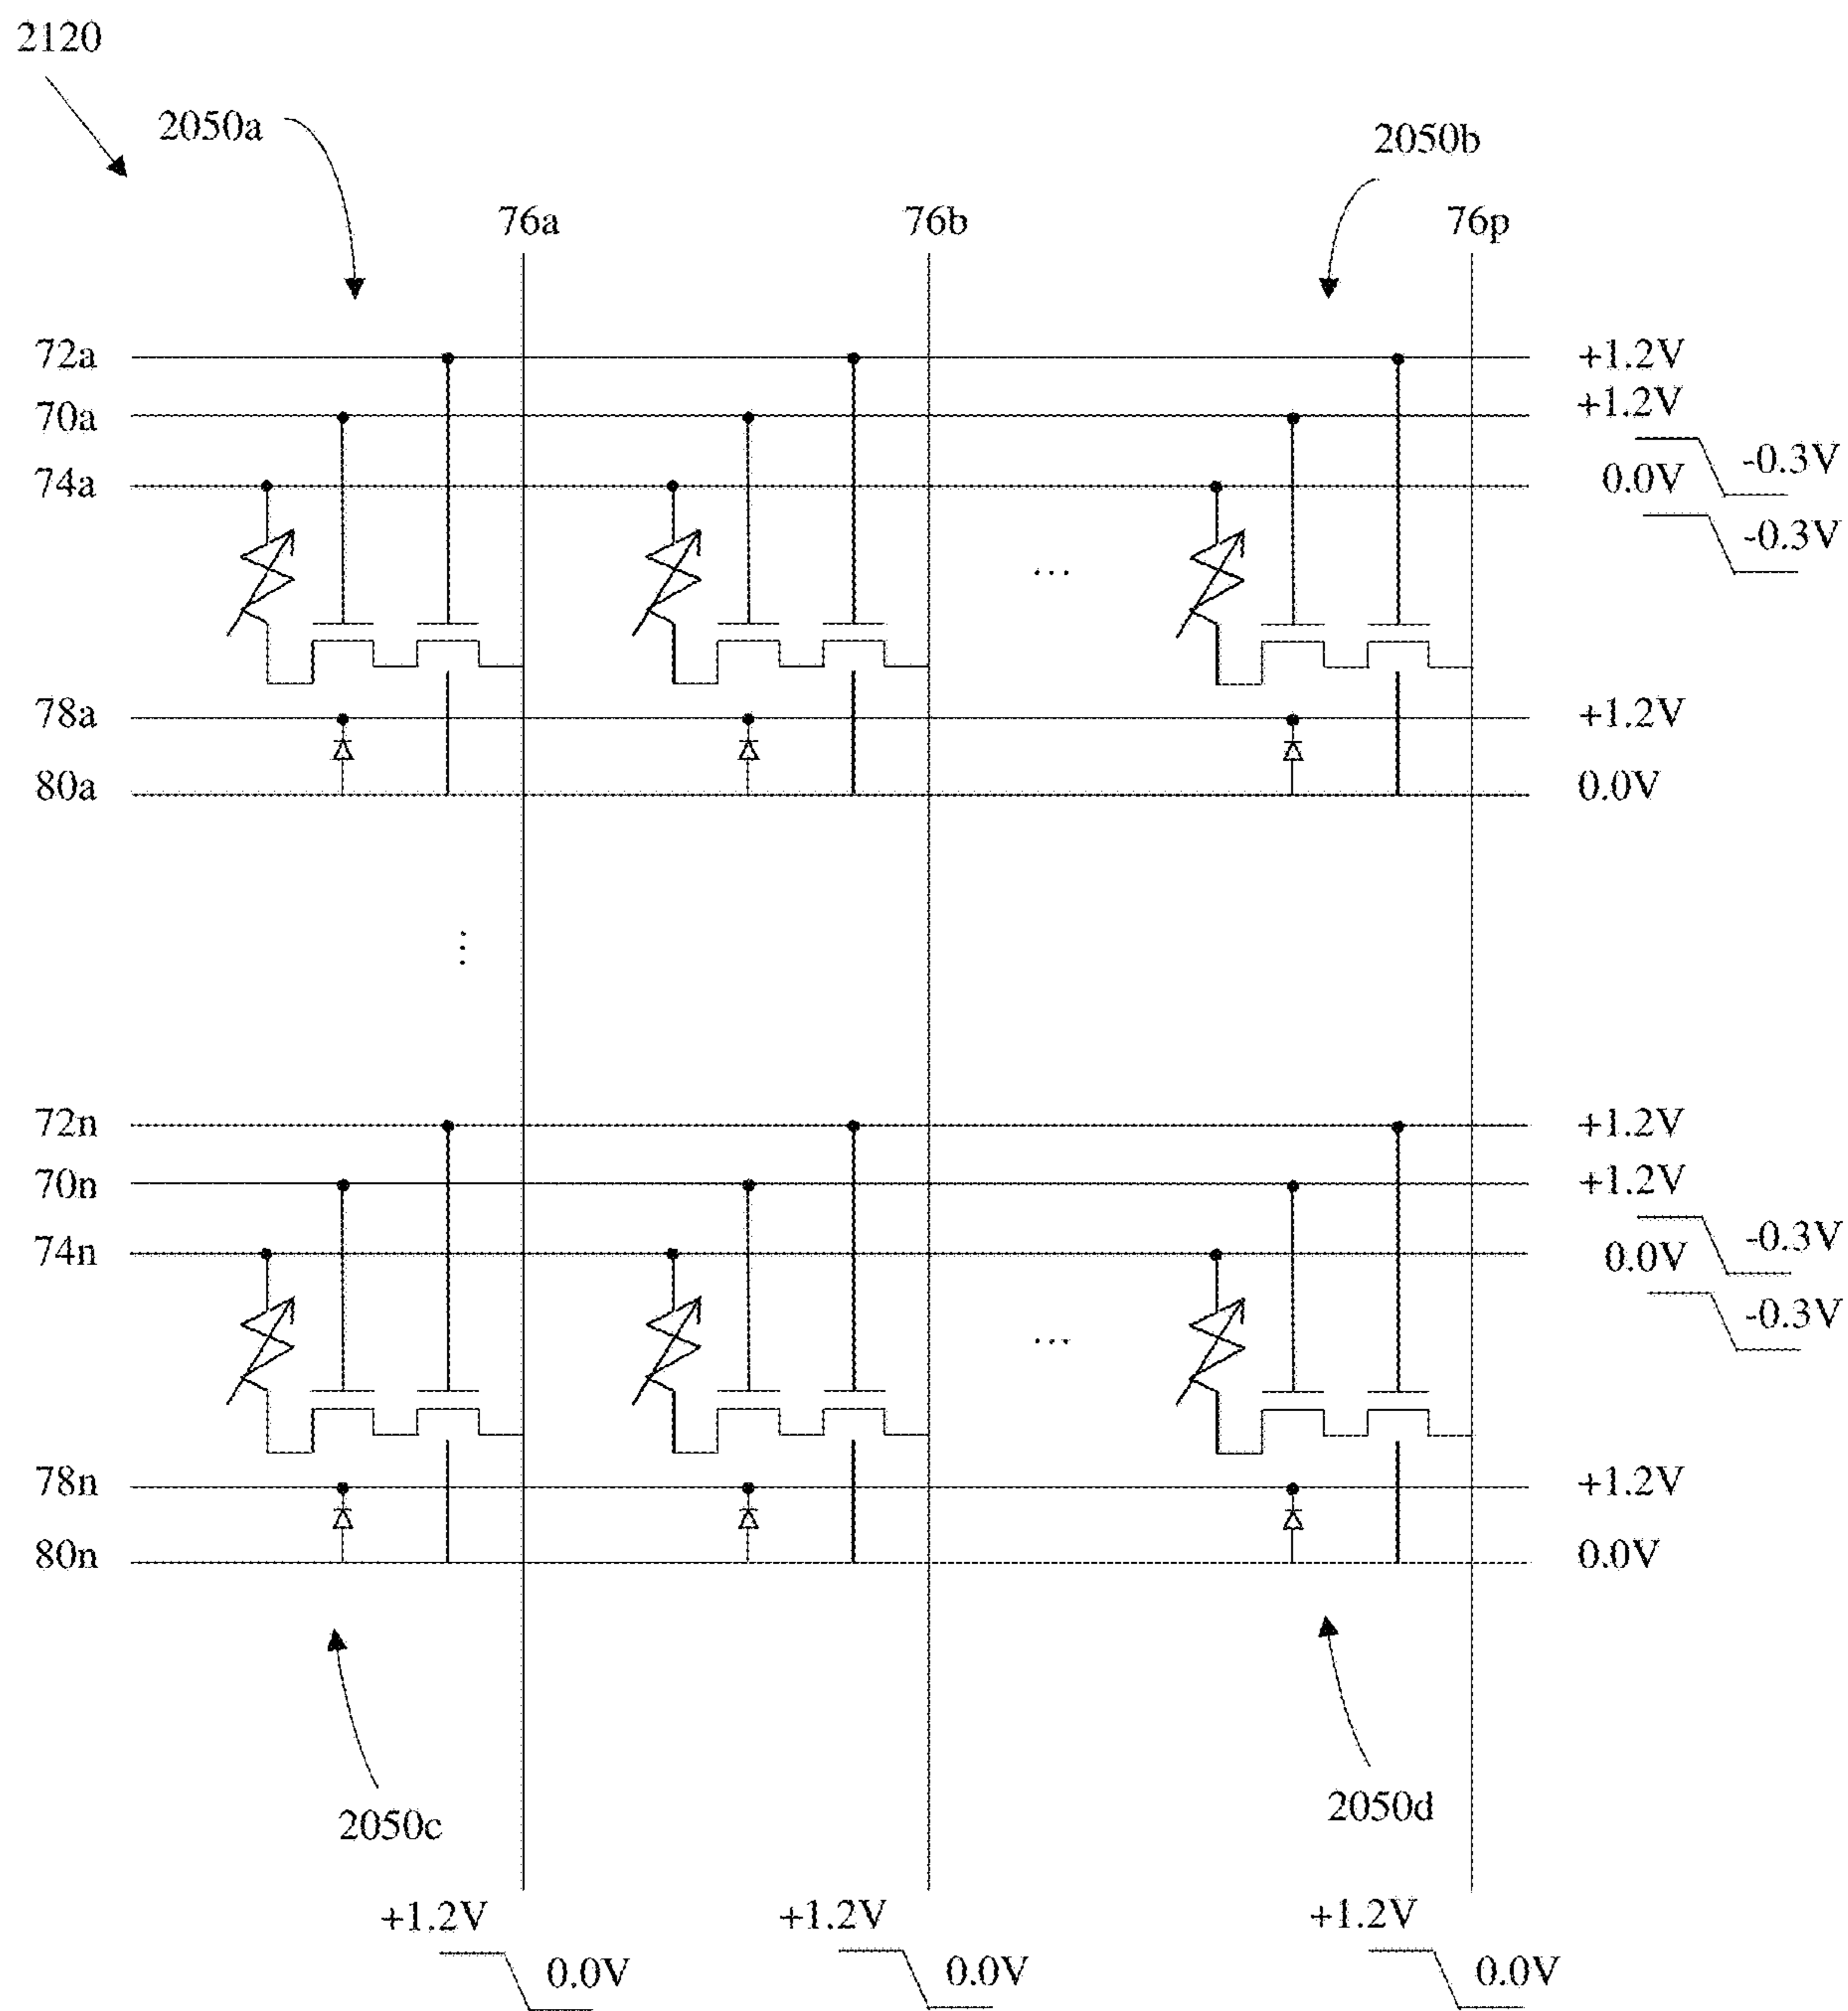 2120
2050a
2050b
76a 76b 76p
72a +1.2V
70a +1.2V
-0.3V
74a 0.0V
-0.3V
...
78a +1.2V
80a 0.0V
...
72n +1.2V
70n +1.2V
-0.3V
74n 0.0V
-0.3V
...
78n +1.2V
80n 0.0V
2050c
2050d
+1.2V +1.2V +1.2V
0.0V 0.0V 0.0V